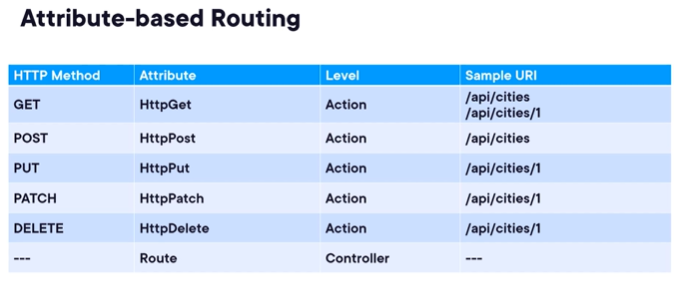 Attribute-based Routing
HTTP Method Attribute Level Sample URI
GET HttpGet Action /api/cities
/api/cities/1
POST HttpPost Action /api/cities
PUT HttpPut Action /api/cities/1
PATCH HttpPatch Action /api/cities/1
DELETE HttpDelete Action /api/cities/1
--- Route Controller ---